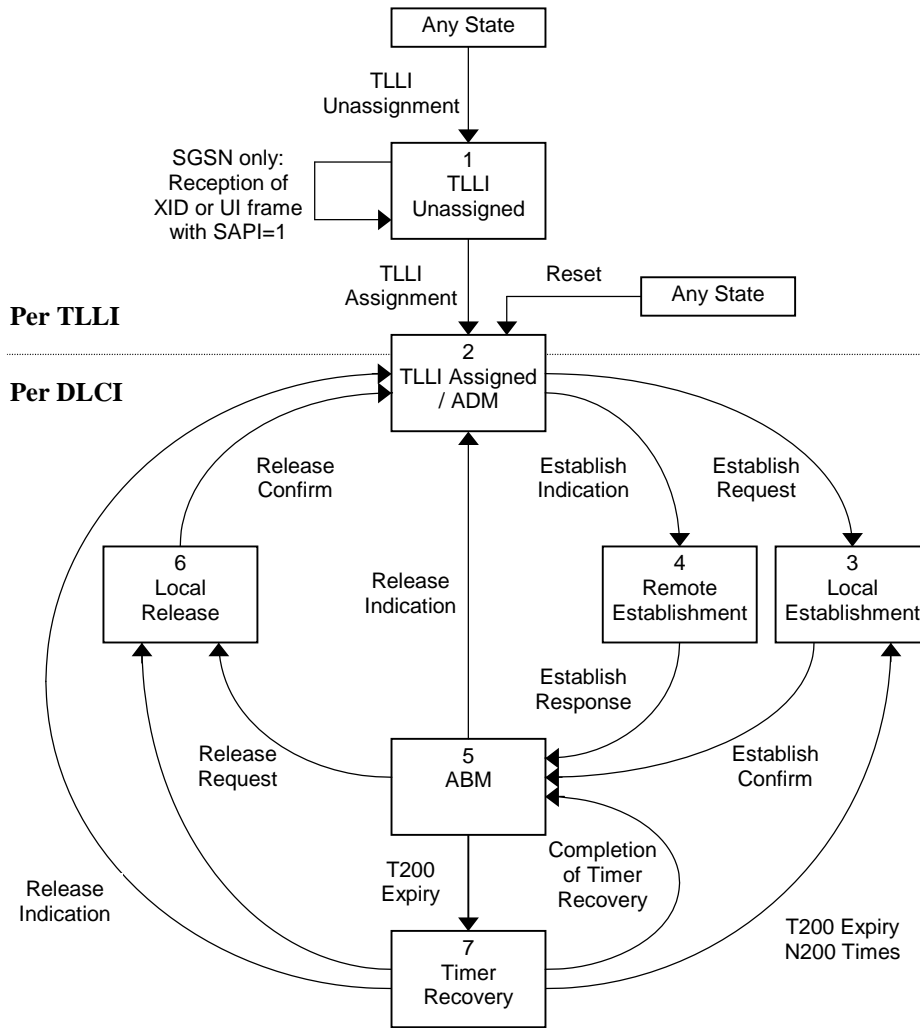 Any State
TLLI
Unassignment
SGSN only:
Reception of
XID or UI frame
with SAPI=1
1
TLLI
Unassigned
TLLI
Assignment
Reset
Any State
Per TLLI
2
TLLI Assigned
/ ADM
Per DLCI
Release
Confirm
Establish
Indication
Establish
Request
6
Local
Release
Release
Indication
4
Remote
Establishment
3
Local
Establishment
Establish
Response
Release
Request
5
ABM
Establish
Confirm
T200
Expiry
Completion
of Timer
Recovery
Release
Indication
T200 Expiry
N200 Times
7
Timer
Recovery